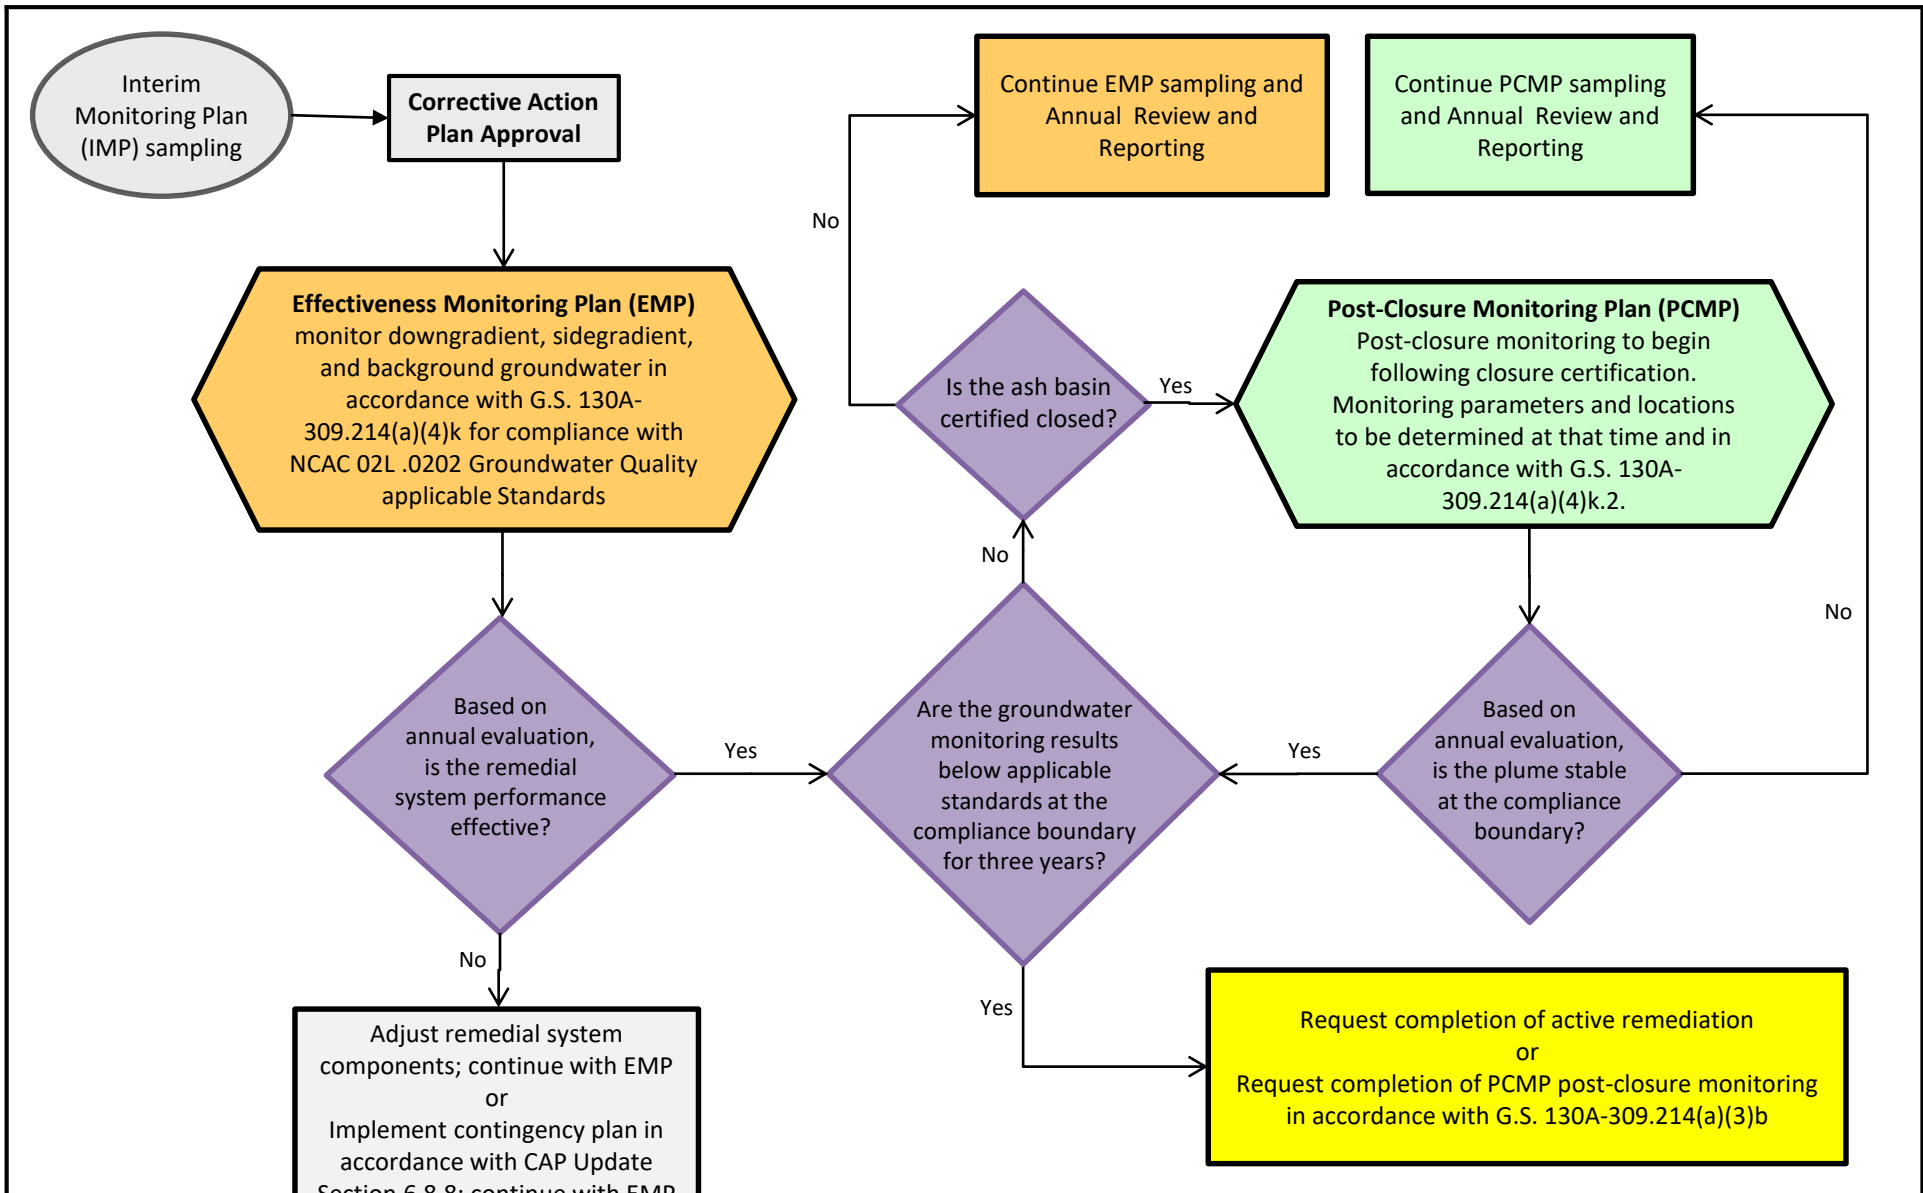 Interim
Monitoring Plan
(IMP) sampling
Corrective Action
Plan Approval
Continue EMP sampling and
Annual Review and
Reporting
Continue PCMP sampling
and Annual Review and
Reporting
No
Effectiveness Monitoring Plan (EMP)
monitor downgradient, sidegradient,
and background groundwater in
accordance with G.S. 130A-
309.214(a)(4)k for compliance with
NCAC 02L .0202 Groundwater Quality
applicable Standards
Is the ash basin
certified closed?
Yes
Post-Closure Monitoring Plan (PCMP)
Post-closure monitoring to begin
following closure certification.
Monitoring parameters and locations
to be determined at that time and in
accordance with G.S. 130A-
309.214(a)(4)k.2.
No
No
Based on
annual evaluation,
is the remedial
system performance
effective?
Yes
Are the groundwater
monitoring results
below applicable
standards at the
compliance boundary
for three years?
Yes
Based on
annual evaluation,
is the plume stable
at the compliance
boundary?
No
Yes
Adjust remedial system
components; continue with EMP
or
Implement contingency plan in
accordance with CAP Update
Section 6.8.8; continue with EMP
Request completion of active remediation
or
Request completion of PCMP post-closure monitoring
in accordance with G.S. 130A-309.214(a)(3)b